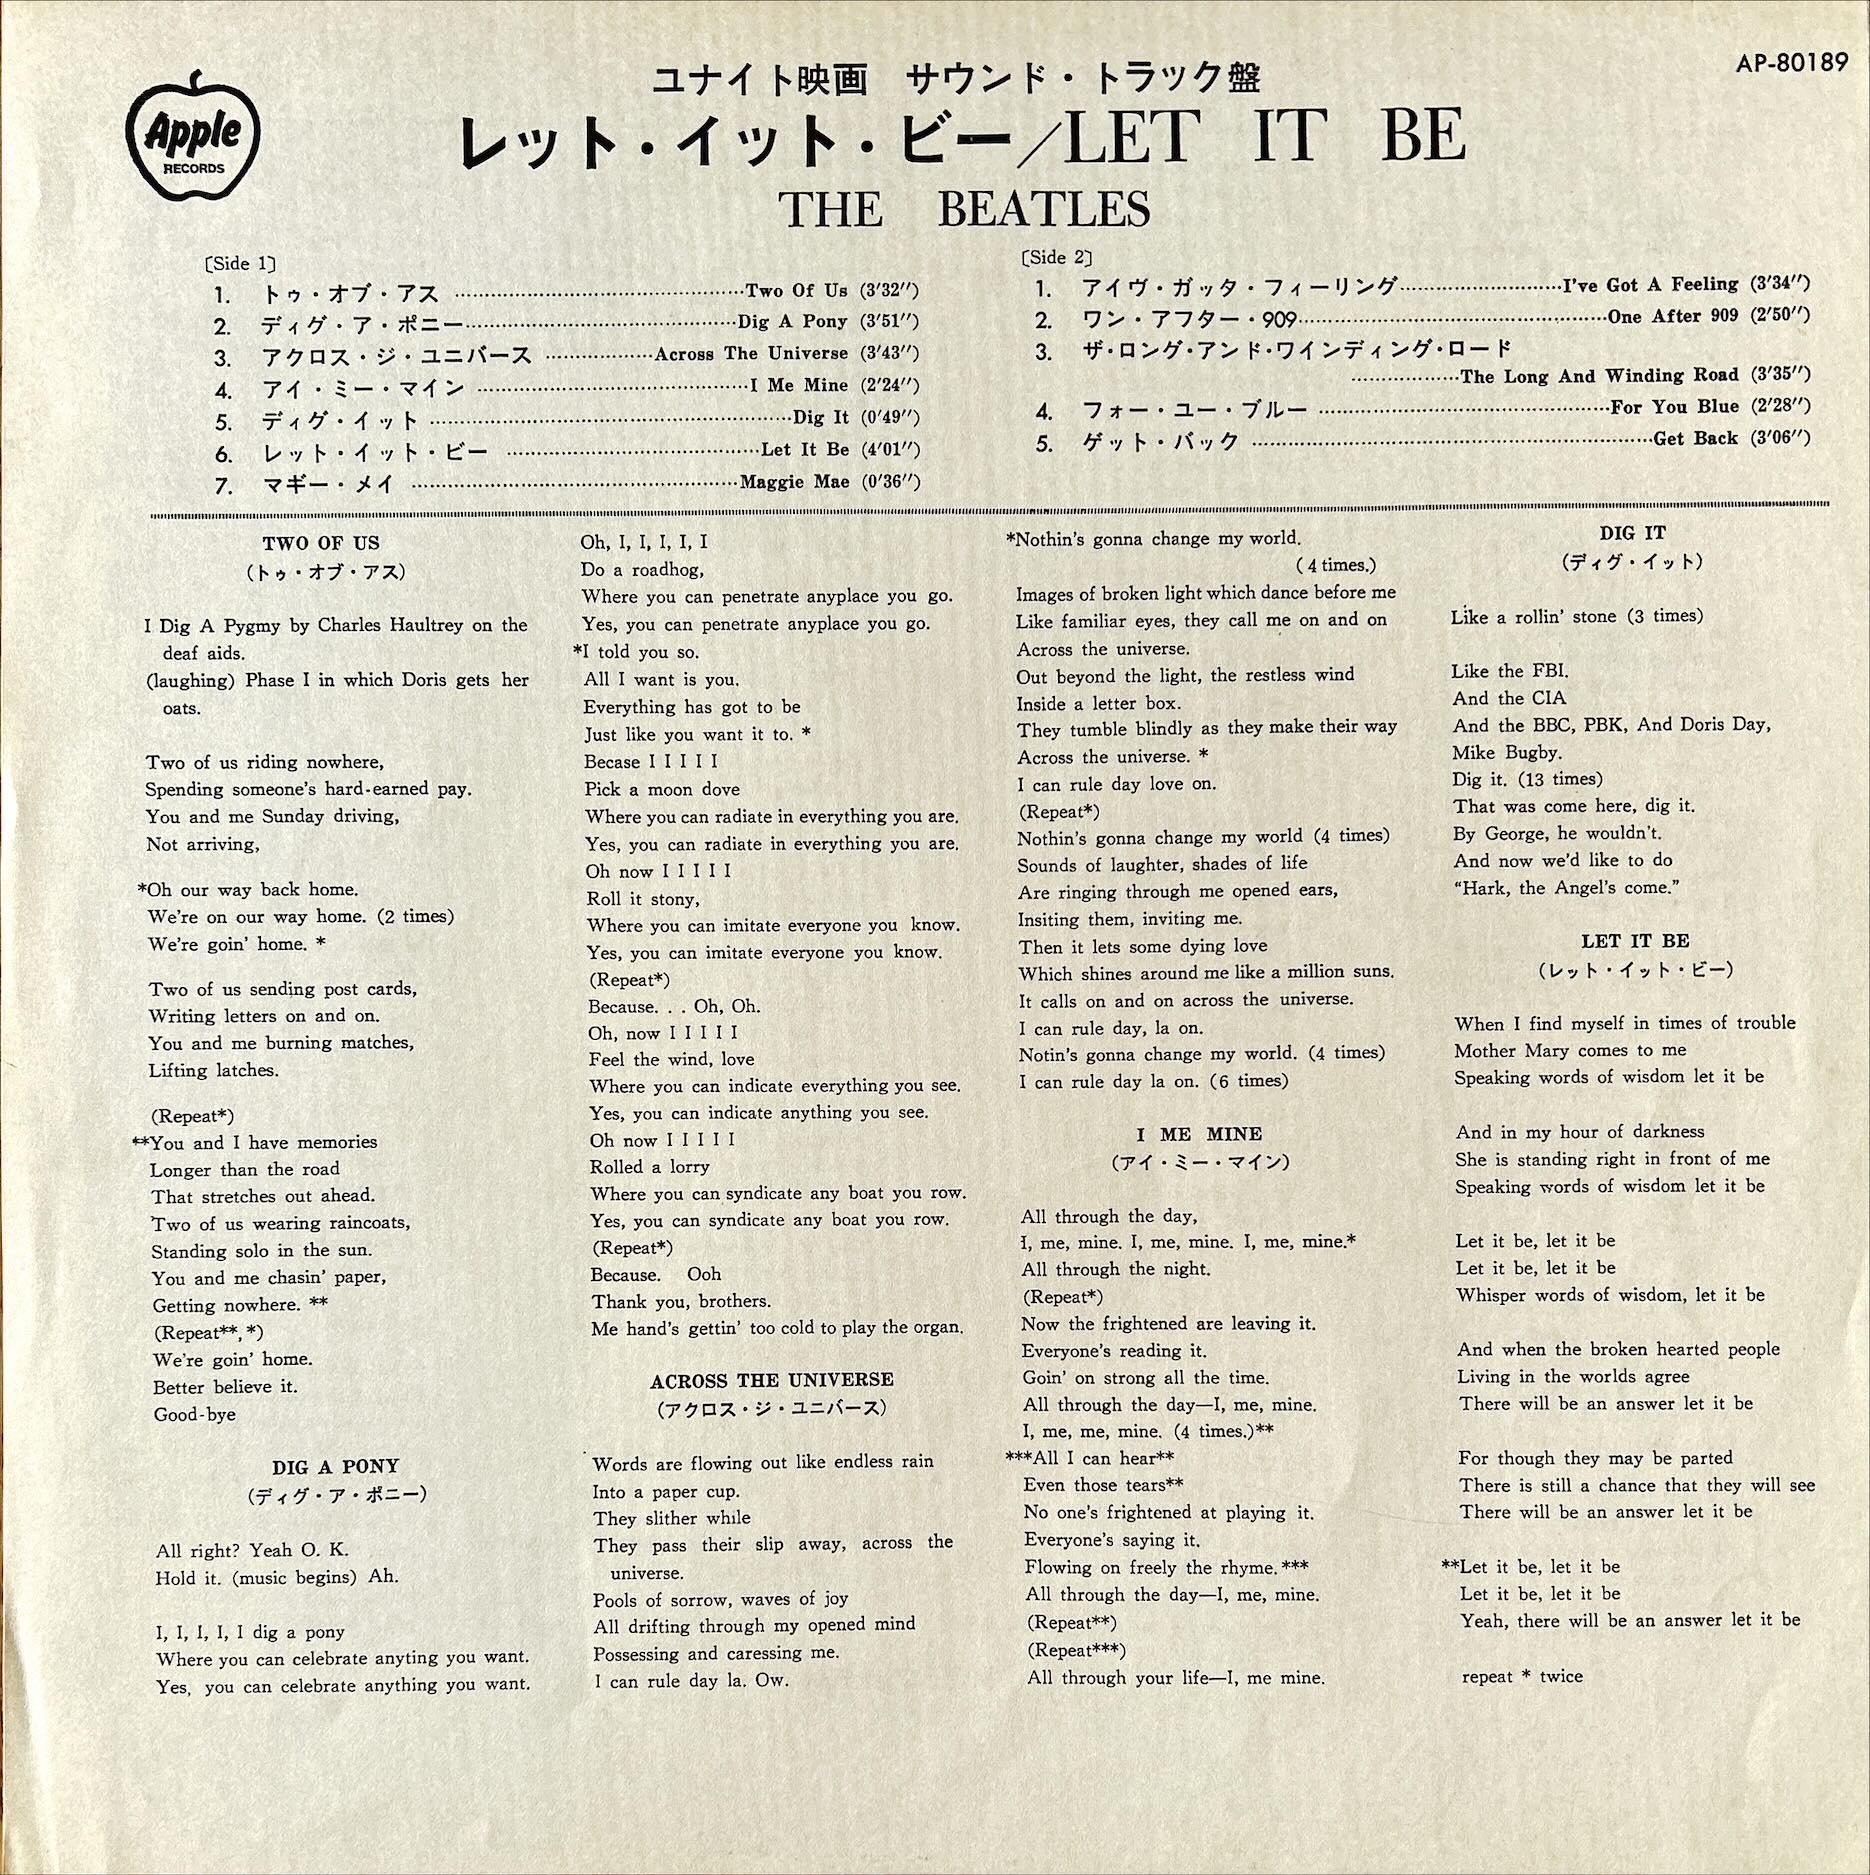 AP-80189
Apple
RECORDS
ユナイト映画 サウンド・トラック盤
レット・イット・ビー/LET IT BE
THE BEATLES
〔Side 1〕
1. トゥ・オブ・アス Two Of Us (3′32″)
2. ディグ・ア・ポニー Dig A Pony (3′51″)
3. アクロス・ジ・ユニバース Across The Universe (3′43″)
4. アイ・ミー・マイン I Me Mine (2′24″)
5. ディグ・イット Dig It (0′49″)
6. レット・イット・ビー Let It Be (4′01″)
7. マギー・メイ Maggie Mae (0′36″)
〔Side 2〕
1. アイヴ・ガッタ・フィーリング I've Got A Feeling (3′34″)
2. ワン・アフター・909 One After 909 (2′50″)
3. ザ・ロング・アンド・ワインディング・ロード
The Long And Winding Road (3′35″)
4. フォー・ユー・ブルー For You Blue (2′28″)
5. ゲット・バック Get Back (3′06″)
TWO OF US
(トゥ・オブ・アス)
I Dig A Pygmy by Charles Haultrey on the
deaf aids.
(laughing) Phase I in which Doris gets her
oats.
Two of us riding nowhere,
Spending someone's hard-earned pay.
You and me Sunday driving,
Not arriving,
*Oh our way back home.
We're on our way home. (2 times)
We're goin' home. *
Two of us sending post cards,
Writing letters on and on.
You and me burning matches,
Lifting latches.
(Repeat*)
**You and I have memories
Longer than the road
That stretches out ahead.
Two of us wearing raincoats,
Standing solo in the sun.
You and me chasin' paper,
Getting nowhere. **
(Repeat**, *)
We're goin' home.
Better believe it.
Good-bye
DIG A PONY
(ディグ・ア・ポニー)
All right? Yeah O. K.
Hold it. (music begins) Ah.
I, I, I, I, I dig a pony
Where you can celebrate anyting you want.
Yes, you can celebrate anything you want.
Oh, I, I, I, I, I
Do a roadhog,
Where you can penetrate anyplace you go.
Yes, you can penetrate anyplace you go.
*I told you so.
All I want is you.
Everything has got to be
Just like you want it to. *
Becase I I I I I
Pick a moon dove
Where you can radiate in everything you are.
Yes, you can radiate in everything you are.
Oh now I I I I I
Roll it stony,
Where you can imitate everyone you know.
Yes, you can imitate everyone you know.
(Repeat*)
Because. . . Oh, Oh.
Oh, now I I I I I
Feel the wind, love
Where you can indicate everything you see.
Yes, you can indicate anything you see.
Oh now I I I I I
Rolled a lorry
Where you can syndicate any boat you row.
Yes, you can syndicate any boat you row.
(Repeat*)
Because. Ooh
Thank you, brothers.
Me hand's gettin' too cold to play the organ.
ACROSS THE UNIVERSE
(アクロス・ジ・ユニバース)
Words are flowing out like endless rain
Into a paper cup.
They slither while
They pass their slip away, across the
universe.
Pools of sorrow, waves of joy
All drifting through my opened mind
Possessing and caressing me.
I can rule day la. Ow.
*Nothin's gonna change my world.
( 4 times.)
Images of broken light which dance before me
Like familiar eyes, they call me on and on
Across the universe.
Out beyond the light, the restless wind
Inside a letter box.
They tumble blindly as they make their way
Across the universe. *
I can rule day love on.
(Repeat*)
Nothin's gonna change my world (4 times)
Sounds of laughter, shades of life
Are ringing through me opened ears,
Insiting them, inviting me.
Then it lets some dying love
Which shines around me like a million suns.
It calls on and on across the universe.
I can rule day, la on.
Notin's gonna change my world. (4 times)
I can rule day la on. (6 times)
I ME MINE
(アイ・ミー・マイン)
All through the day,
I, me, mine. I, me, mine. I, me, mine.*
All through the night.
(Repeat*)
Now the frightened are leaving it.
Everyone's reading it.
Goin' on strong all the time.
All through the day—I, me, mine.
I, me, me, mine. (4 times.)**
***All I can hear**
Even those tears**
No one's frightened at playing it.
Everyone's saying it.
Flowing on freely the rhyme. ***
All through the day—I, me, mine.
(Repeat**)
(Repeat***)
All through your life—I, me mine.
DIG IT
(ディグ・イット)
Like a rollin' stone (3 times)
Like the FBI.
And the CIA
And the BBC, PBK, And Doris Day,
Mike Bugby.
Dig it. (13 times)
That was come here, dig it.
By George, he wouldn't.
And now we'd like to do
“Hark, the Angel's come.”
LET IT BE
(レット・イット・ビー)
When I find myself in times of trouble
Mother Mary comes to me
Speaking words of wisdom let it be
And in my hour of darkness
She is standing right in front of me
Speaking words of wisdom let it be
Let it be, let it be
Let it be, let it be
Whisper words of wisdom, let it be
And when the broken hearted people
Living in the worlds agree
There will be an answer let it be
For though they may be parted
There is still a chance that they will see
There will be an answer let it be
**Let it be, let it be
Let it be, let it be
Yeah, there will be an answer let it be
repeat * twice